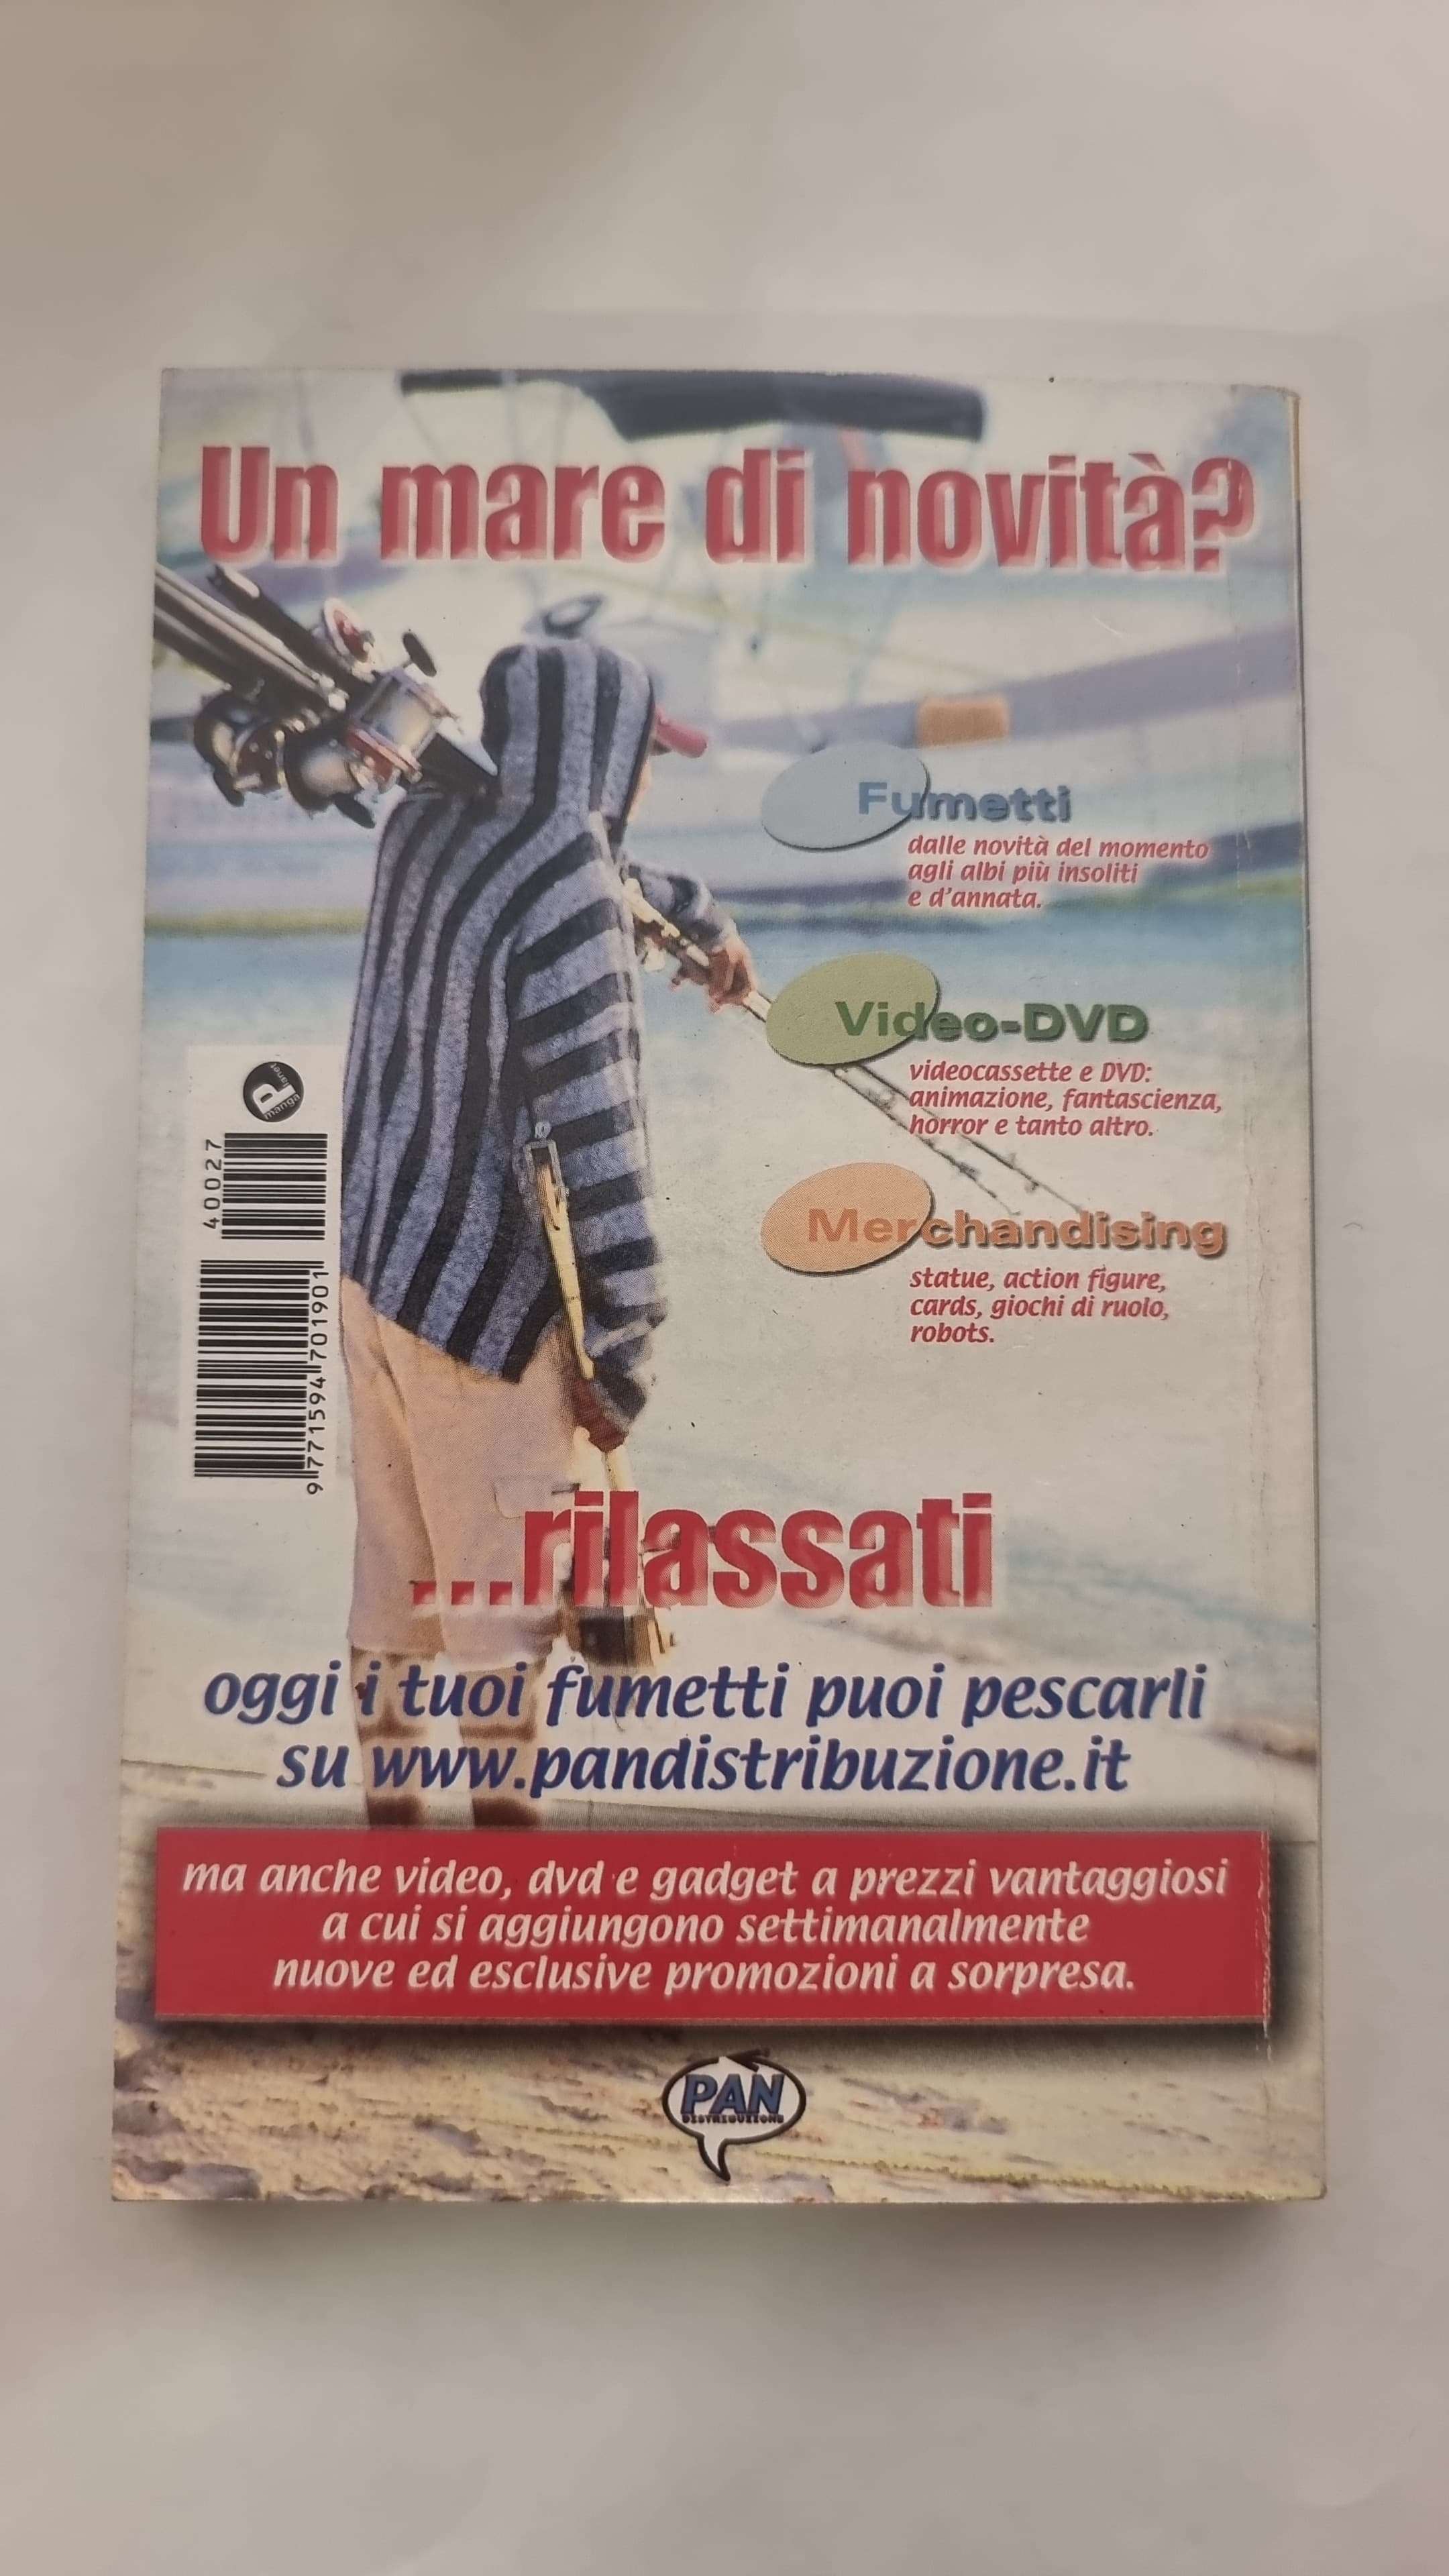 Un mare di novità?
Fumetti
dalle novità del momento
agli albi più insoliti
e d'annata.
Video-DVD
videocassette e DVD:
animazione, fantascienza,
horror e tanto altro.
Merchandising
statue, action figure,
cards, giochi di ruolo,
robots.
Planet
manga
40027
9 771594 701901
...rilassati
oggi i tuoi fumetti puoi pescarli
su www.pandistribuzione.it
ma anche video, dvd e gadget a prezzi vantaggiosi
a cui si aggiungono settimanalmente
nuove ed esclusive promozioni a sorpresa.
PAN
DISTRIBUZIONE